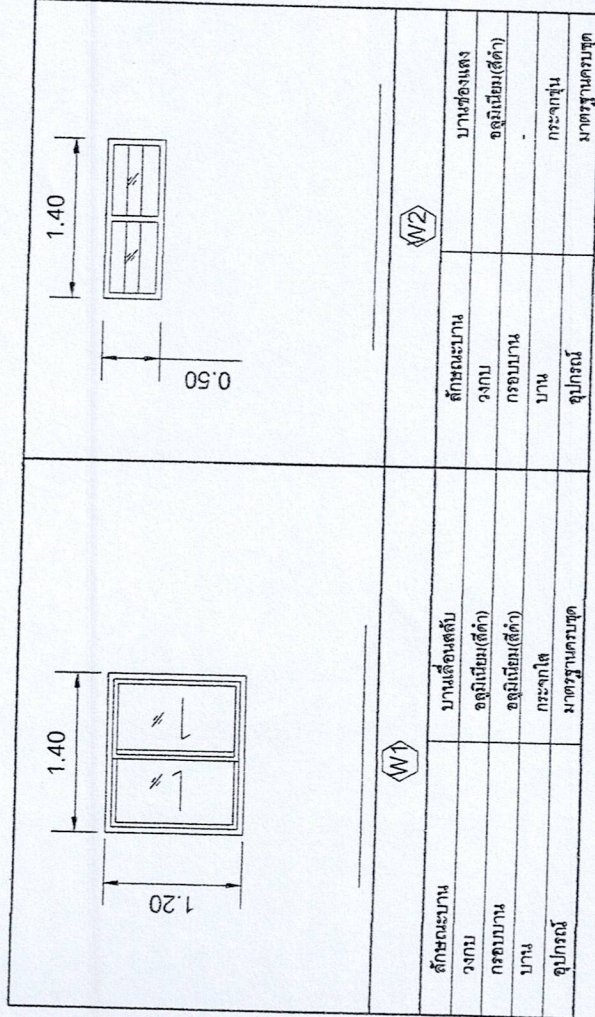 1.40
1.20
W1
ลักษณะบาน บานเลื่อนสลับ
วงกบ อลูมิเนียม(สีดำ)
กรอบบาน อลูมิเนียม(สีดำ)
บาน กระจกใส
อุปกรณ์ มาตรฐานครบชุด
1.40
0.50
W2
ลักษณะบาน บานช่องแสง
วงกบ อลูมิเนียม(สีดำ)
กรอบบาน -
บาน กระจกขุ่น
อุปกรณ์ มาตรฐานครบชุด